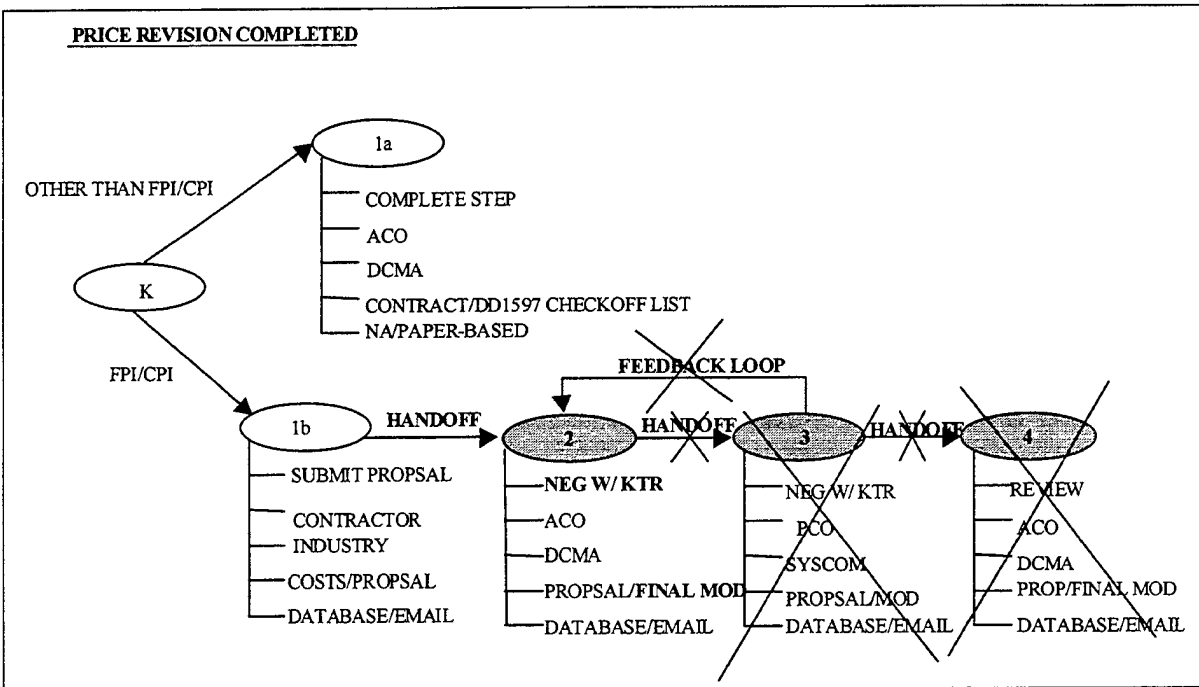 PRICE REVISION COMPLETED
1a
OTHER THAN FPI/CPI
COMPLETE STEP
ACO
DCMA
CONTRACT/DD1597 CHECKOFF LIST
NA/PAPER-BASED
K
FPI/CPI
FEEDBACK LOOP
1b
HANDOFF
2
HANDOFF
3
HANDOFF
4
SUBMIT PROPSAL
CONTRACTOR
INDUSTRY
COSTS/PROPSAL
DATABASE/EMAIL
NEG W/ KTR
ACO
DCMA
PROPSAL/FINAL MOD
DATABASE/EMAIL
NEG W/ KTR
PCO
SYSCOM
PROPSAL/MOD
DATABASE/EMAIL
REVIEW
ACO
DCMA
PROP/FINAL MOD
DATABASE/EMAIL